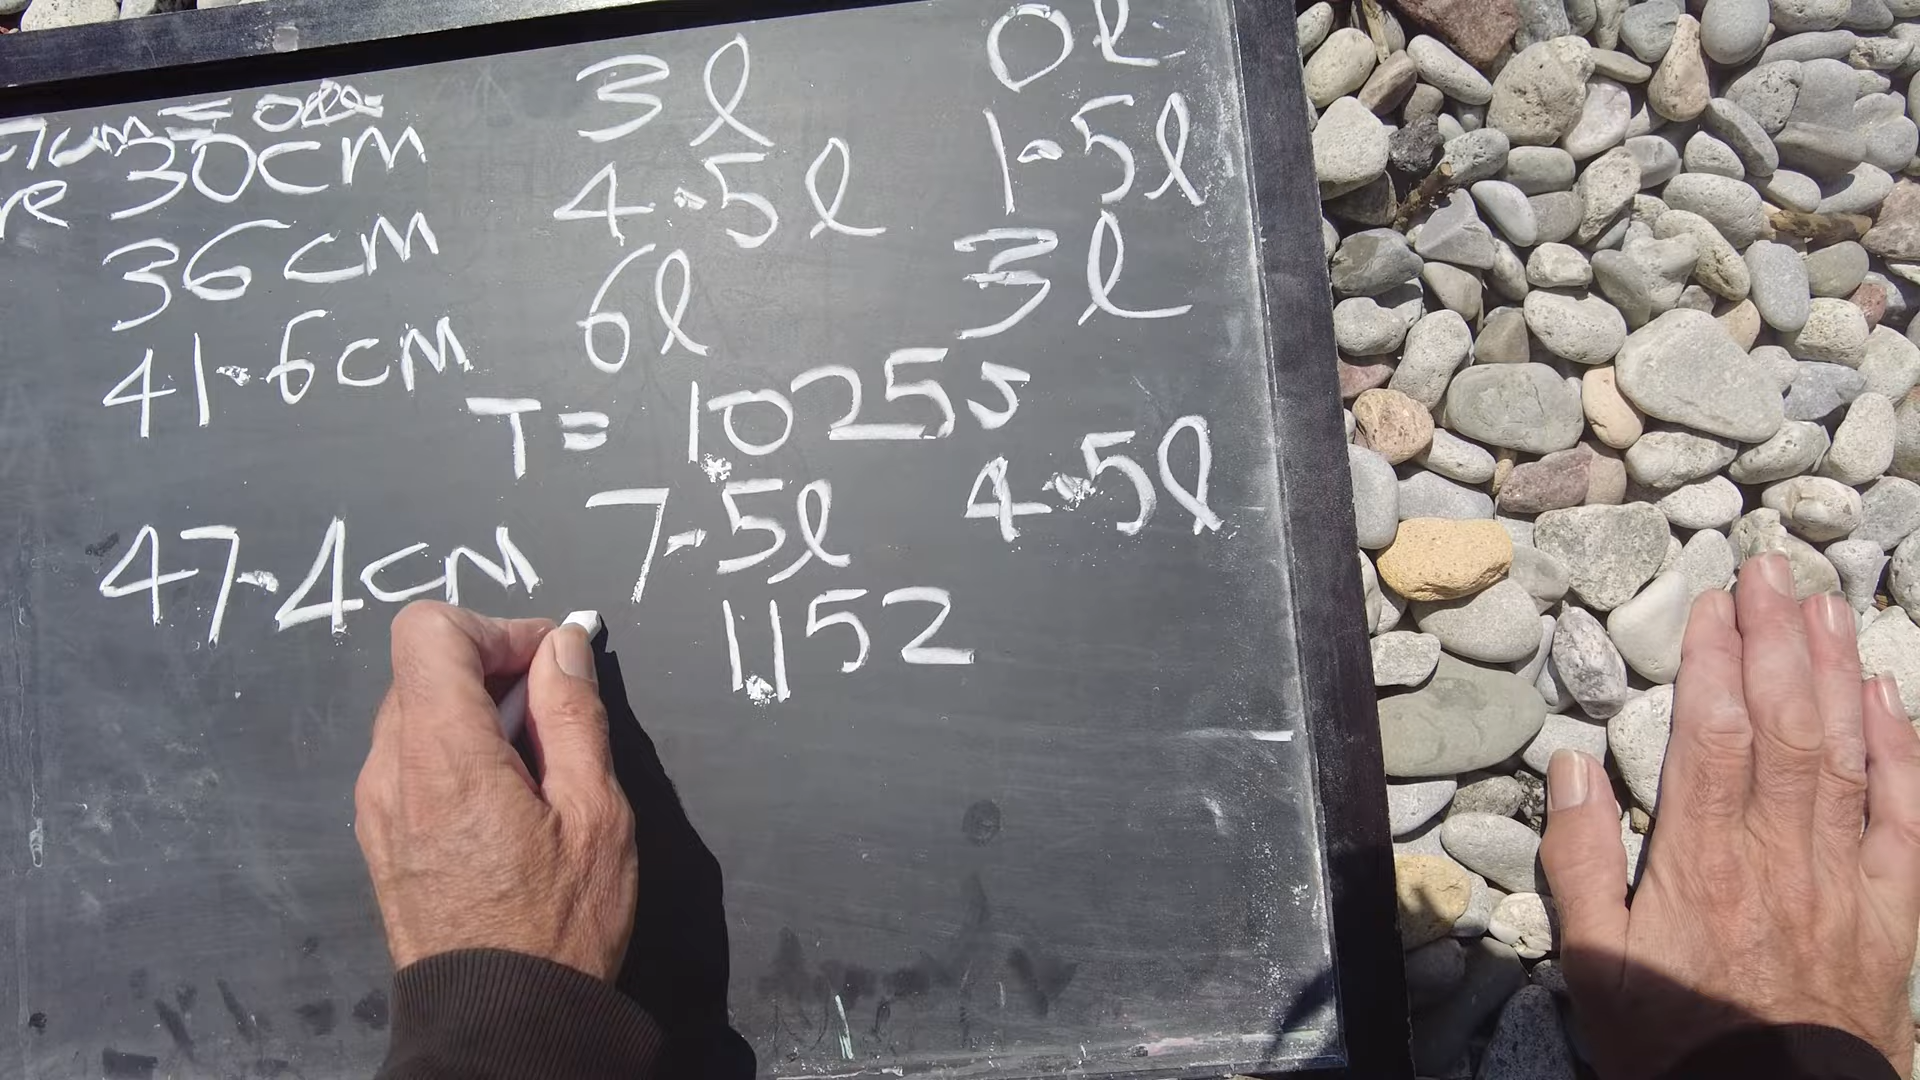 7cm =
30cm 3l 0l
36cm 4.5l 1.5l
41.6cm 6l 3l
T= 1025s
47.4cm 7.5l 4.5l
1152